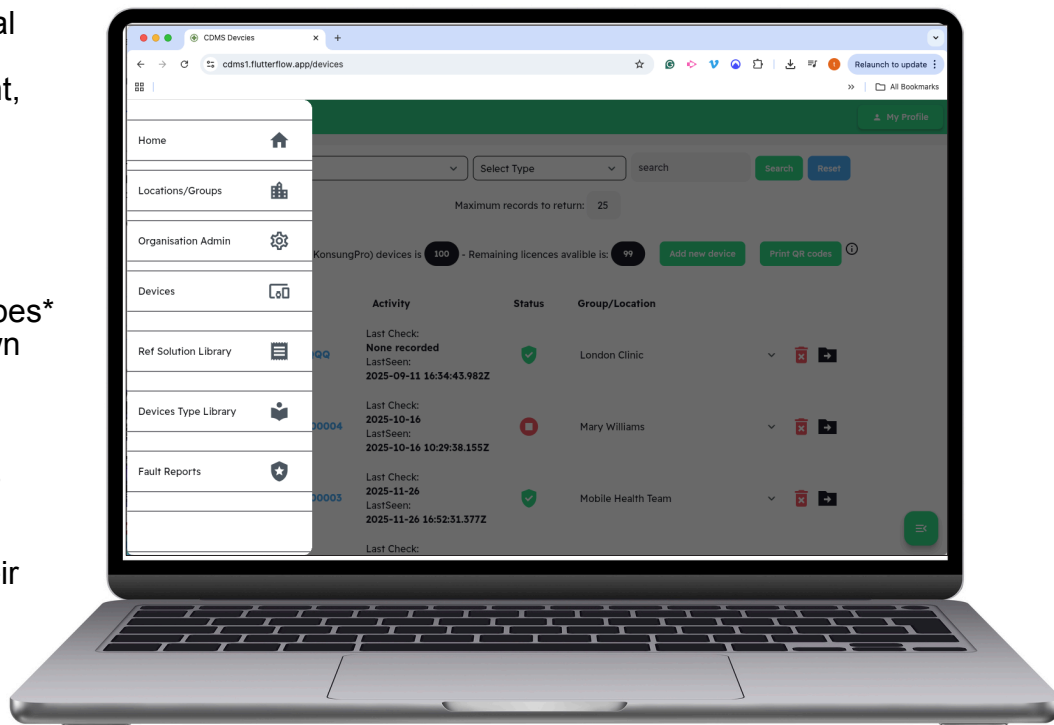 al
nt,
pes*
wn
ir
CDMS Devcies
cdms1.flutterflow.app/devices
Relaunch to update
All Bookmarks
My Profile
Home
Locations/Groups
Organisation Admin
Devices
Ref Solution Library
Devices Type Library
Fault Reports
Select Type
search
Search
Reset
Maximum records to return: 25
KonsungPro) devices is 100 - Remaining licences avalible is: 99
Add new device
Print QR codes
Activity Status Group/Location
Last Check:
None recorded
LastSeen:
2025-09-11 16:34:43.982Z
London Clinic
Last Check:
00004 2025-10-16
LastSeen:
2025-10-16 10:29:38.155Z
Mary Williams
Last Check:
00003 2025-11-26
LastSeen:
2025-11-26 16:52:31.377Z
Mobile Health Team
Last Check: